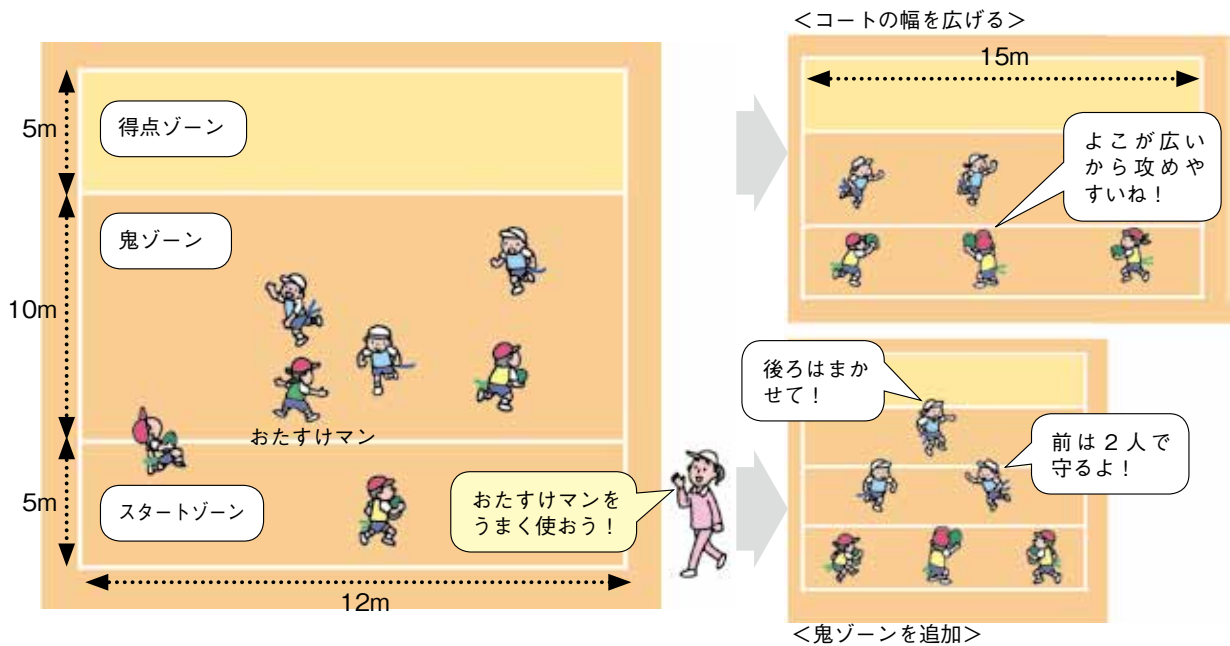 5m
得点ゾーン
鬼ゾーン
10m
おたすけマン
5m
スタートゾーン
おたすけマンを
うまく使おう！
12m
＜コートの幅を広げる＞
15m
よこが広い
から攻めや
すいね！
後ろはまか
せて！
前は２人で
守るよ！
＜鬼ゾーンを追加＞